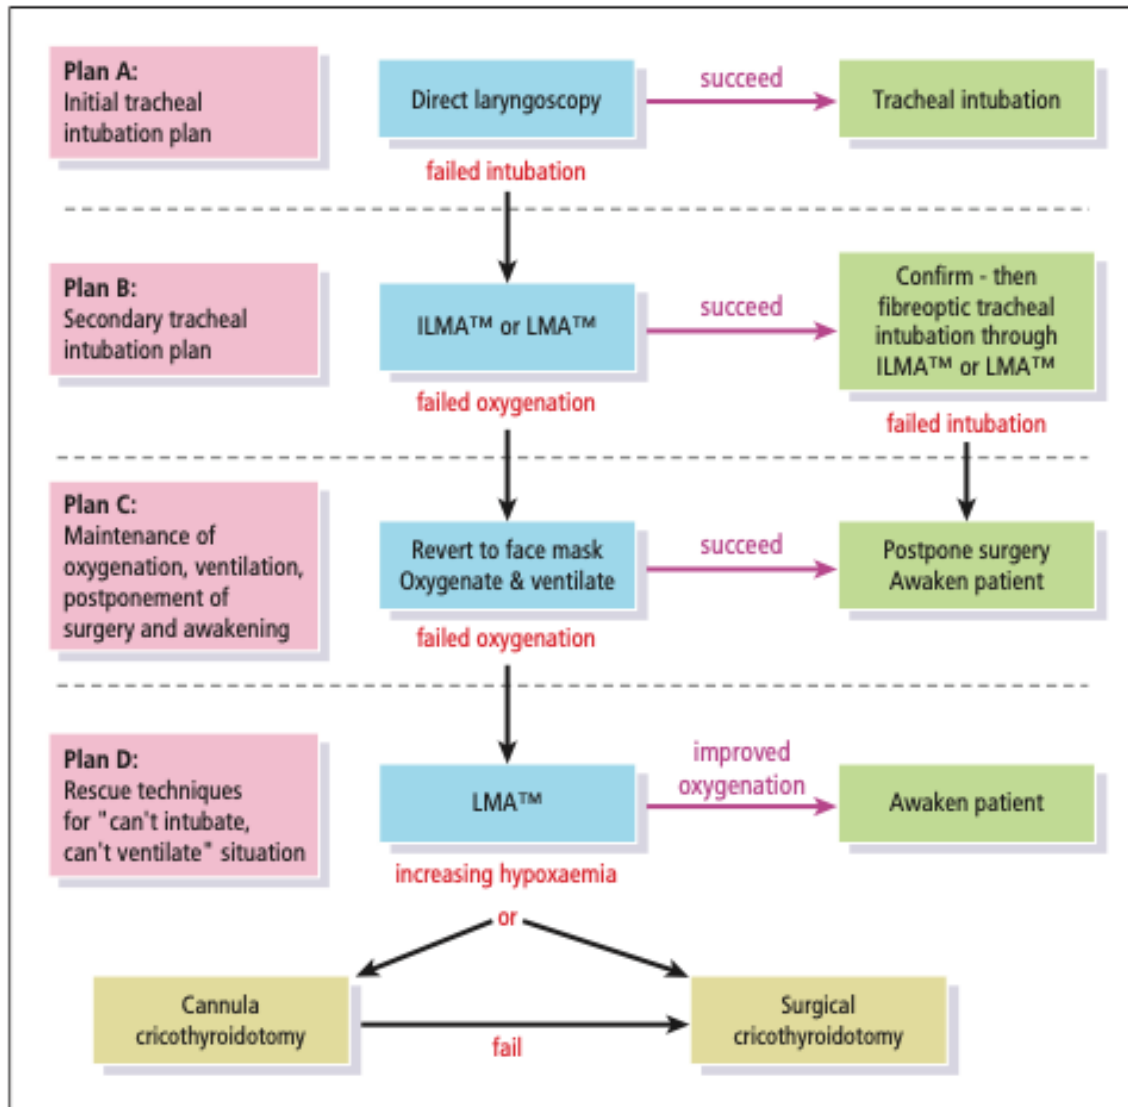 Plan A:
Initial tracheal
intubation plan
Direct laryngoscopy
succeed
Tracheal intubation
failed intubation
Plan B:
Secondary tracheal
intubation plan
ILMA™ or LMA™
succeed
Confirm - then
fibreoptic tracheal
intubation through
ILMA™ or LMA™
failed oxygenation
failed intubation
Plan C:
Maintenance of
oxygenation, ventilation,
postponement of
surgery and awakening
Revert to face mask
Oxygenate & ventilate
succeed
Postpone surgery
Awaken patient
failed oxygenation
Plan D:
Rescue techniques
for "can't intubate,
can't ventilate" situation
LMA™
improved
oxygenation
Awaken patient
increasing hypoxaemia
or
Cannula
cricothyroidotomy
fail
Surgical
cricothyroidotomy